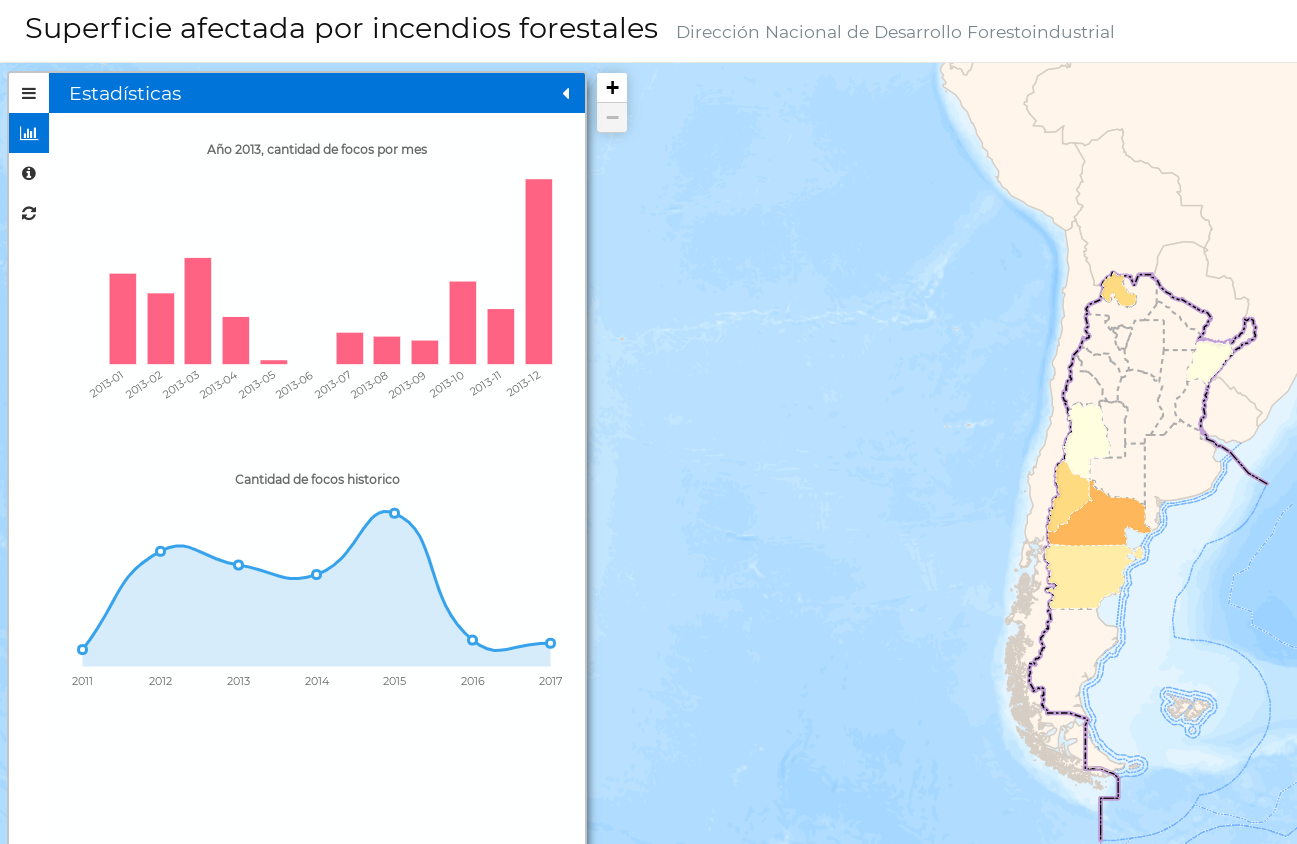 Superficie afectada por incendios forestales Dirección Nacional de Desarrollo Forestoindustrial
Estadísticas
+
−
Año 2013, cantidad de focos por mes
2013-01 2013-02 2013-03 2013-04 2013-05 2013-06 2013-07 2013-08 2013-09 2013-10 2013-11 2013-12
Cantidad de focos historico
2011 2012 2013 2014 2015 2016 2017